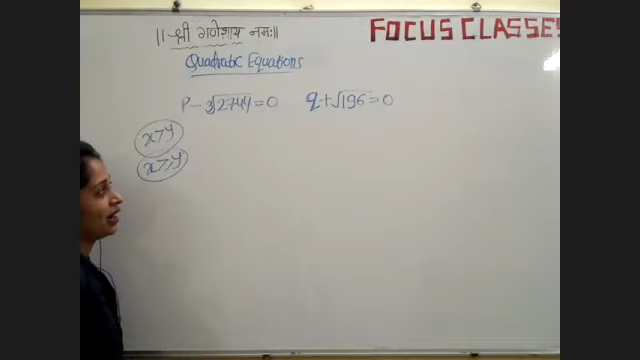 ॥ श्री गणेशाय नमः॥
FOCUS CLASSES
Quadratic Equations
P - ∛2744 = 0 q + √196 = 0
x>y
x≥y